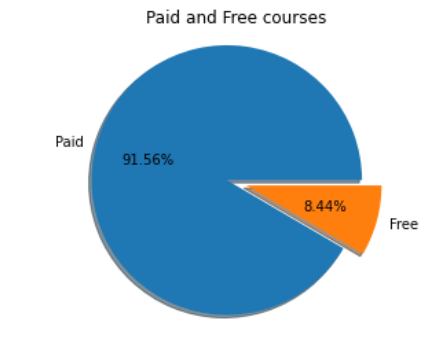 Paid and Free courses
Paid
91.56%
8.44%
Free